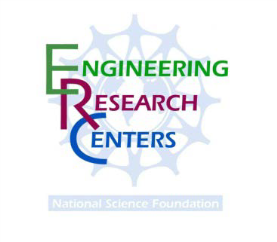 ENGINEERING
RESEARCH
CENTERS
National Science Foundation